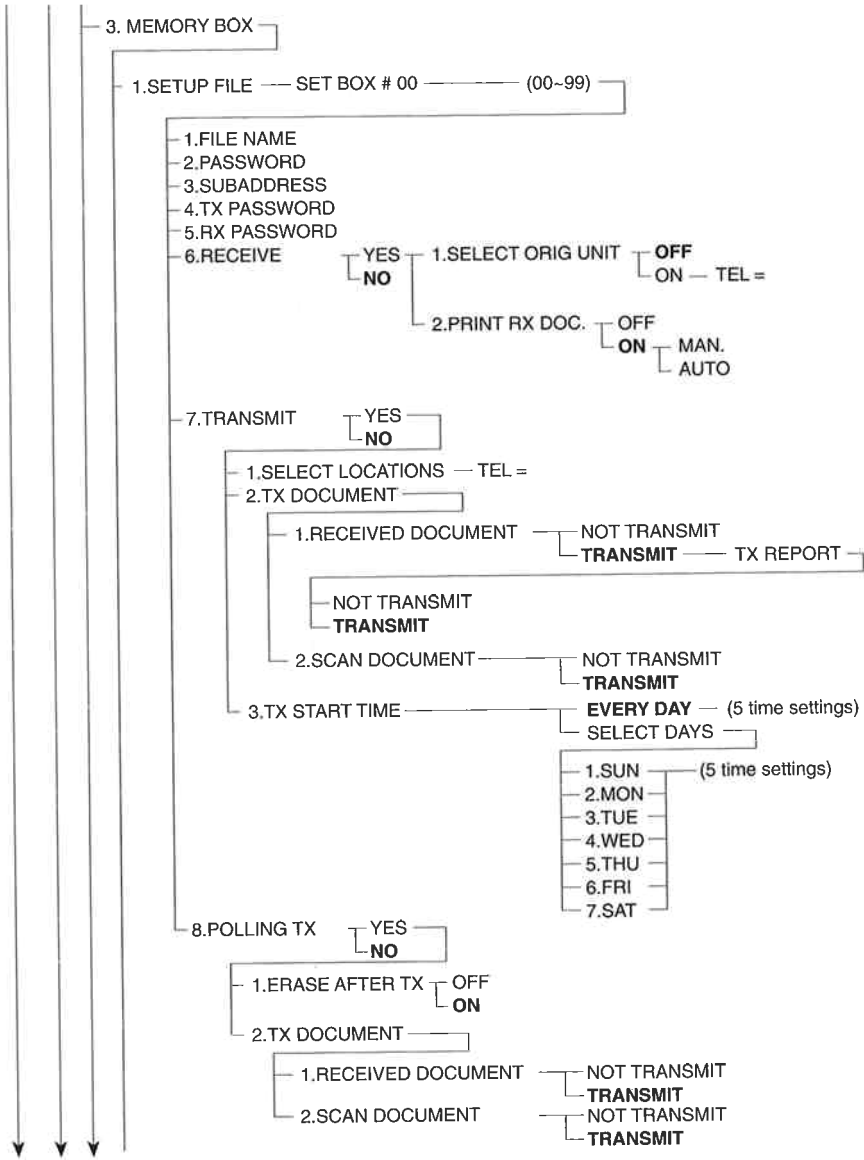 3. MEMORY BOX
1.SETUP FILE SET BOX # 00 (00~99)
1.FILE NAME
2.PASSWORD
3.SUBADDRESS
4.TX PASSWORD
5.RX PASSWORD
6.RECEIVE YES 1.SELECT ORIG UNIT OFF
NO ON TEL =
2.PRINT RX DOC. OFF
ON MAN.
AUTO
7.TRANSMIT YES
NO
1.SELECT LOCATIONS TEL =
2.TX DOCUMENT
1.RECEIVED DOCUMENT NOT TRANSMIT
TRANSMIT TX REPORT
NOT TRANSMIT
TRANSMIT
2.SCAN DOCUMENT NOT TRANSMIT
TRANSMIT
3.TX START TIME EVERY DAY (5 time settings)
SELECT DAYS
1.SUN (5 time settings)
2.MON
3.TUE
4.WED
5.THU
6.FRI
7.SAT
8.POLLING TX YES
NO
1.ERASE AFTER TX OFF
ON
2.TX DOCUMENT
1.RECEIVED DOCUMENT NOT TRANSMIT
TRANSMIT
2.SCAN DOCUMENT NOT TRANSMIT
TRANSMIT